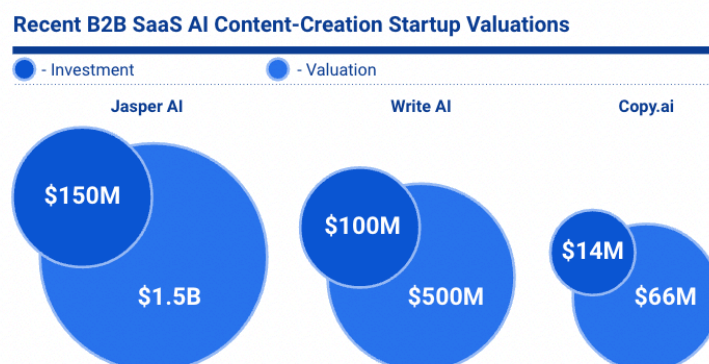 Recent B2B SaaS AI Content-Creation Startup Valuations
- Investment - Valuation
Jasper AI Write AI Copy.ai
$150M $100M $14M
$1.5B $500M $66M